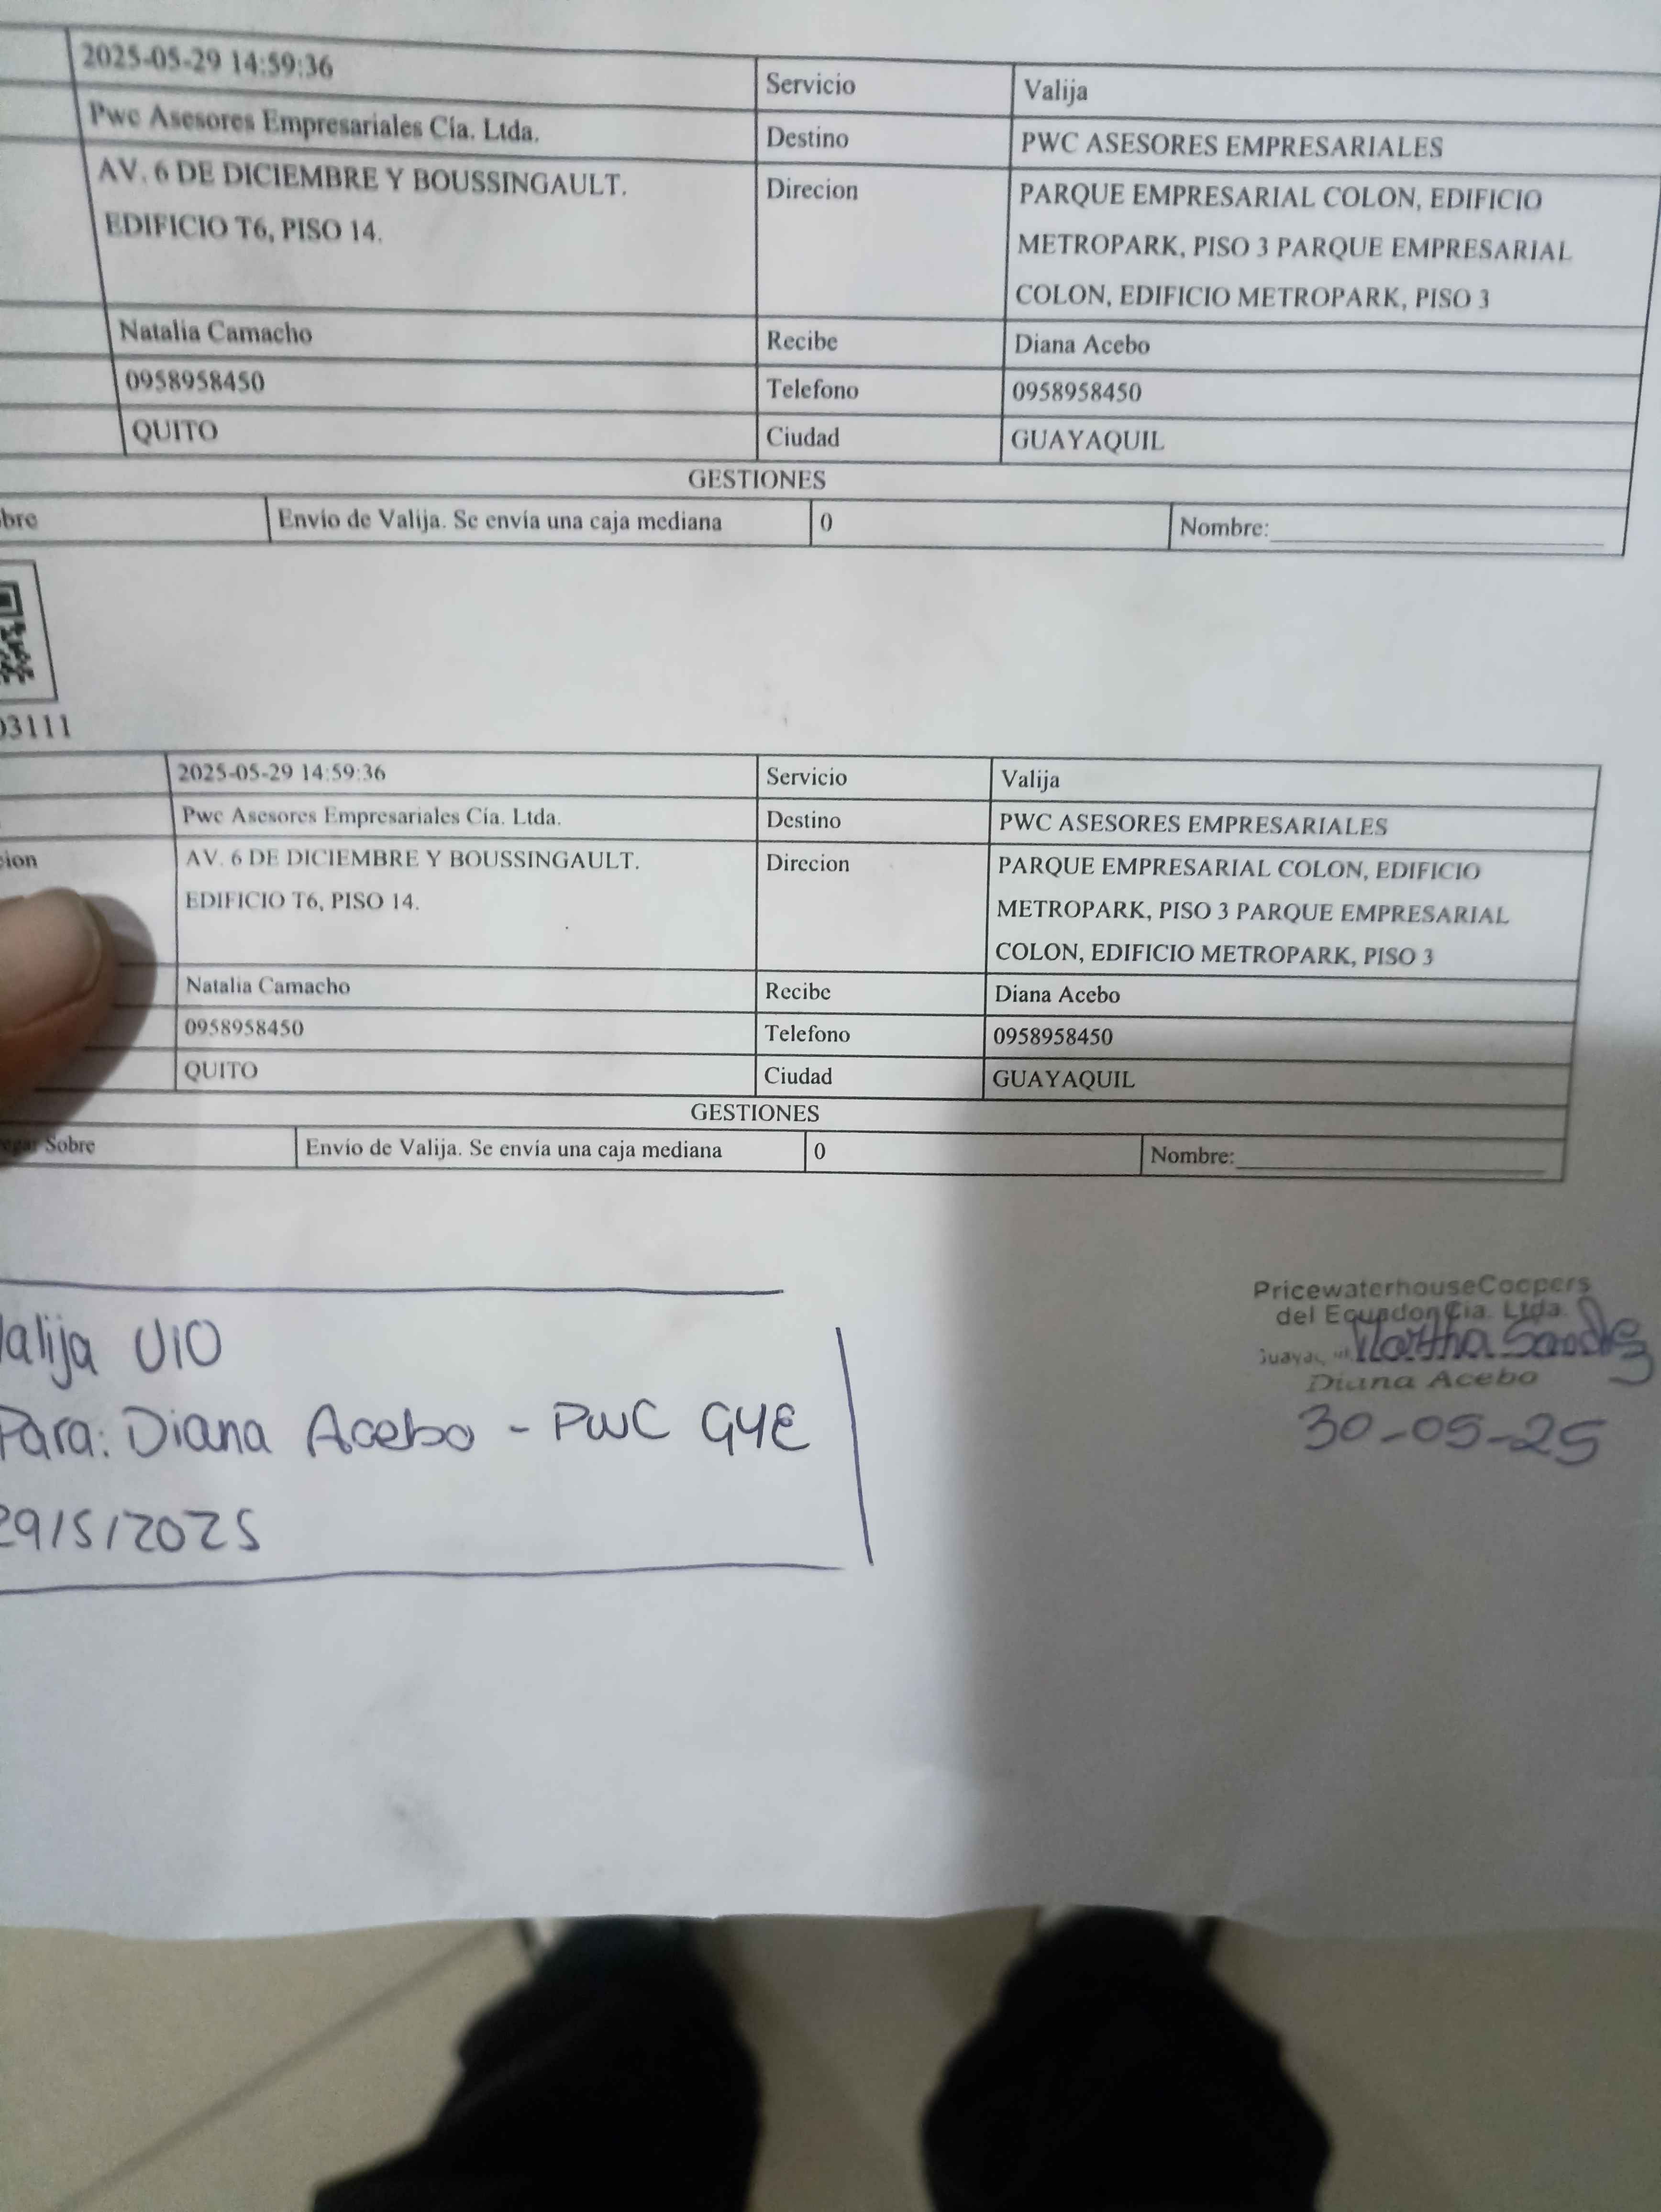 2025-05-29 14:59:36 Servicio Valija
Pwc Asesores Empresariales Cía. Ltda. Destino PWC ASESORES EMPRESARIALES
AV. 6 DE DICIEMBRE Y BOUSSINGAULT. Direcion PARQUE EMPRESARIAL COLON, EDIFICIO
EDIFICIO T6, PISO 14. METROPARK, PISO 3 PARQUE EMPRESARIAL
COLON, EDIFICIO METROPARK, PISO 3
Natalia Camacho Recibe Diana Acebo
0958958450 Telefono 0958958450
QUITO Ciudad GUAYAQUIL
GESTIONES
bre Envío de Valija. Se envía una caja mediana 0 Nombre:
03111
2025-05-29 14:59:36 Servicio Valija
Pwc Asesores Empresariales Cía. Ltda. Destino PWC ASESORES EMPRESARIALES
cion AV. 6 DE DICIEMBRE Y BOUSSINGAULT. Direcion PARQUE EMPRESARIAL COLON, EDIFICIO
EDIFICIO T6, PISO 14. METROPARK, PISO 3 PARQUE EMPRESARIAL
COLON, EDIFICIO METROPARK, PISO 3
Natalia Camacho Recibe Diana Acebo
0958958450 Telefono 0958958450
QUITO Ciudad GUAYAQUIL
GESTIONES
egar Sobre Envío de Valija. Se envía una caja mediana 0 Nombre:
PricewaterhouseCoopers
del Ecuador Cia. Ltda.
Martha
Diana Acebo
30-05-25
Valija UIO
Para: Diana Acebo - PWC GYE
29/5/2025